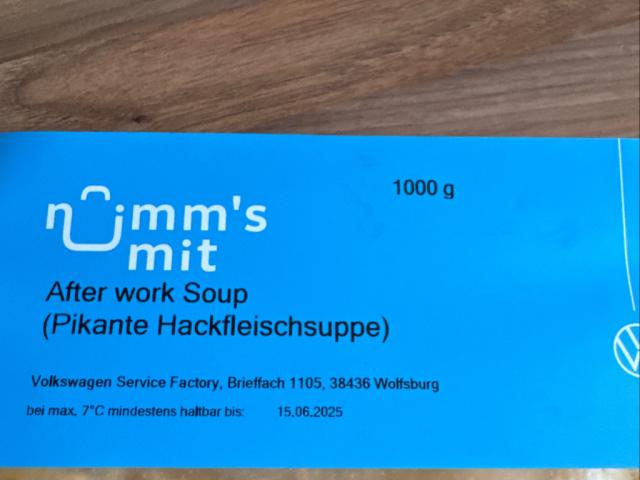 1000 g
nimm's
mit
After work Soup
(Pikante Hackfleischsuppe)
Volkswagen Service Factory, Brieffach 1105, 38436 Wolfsburg
bei max. 7°C mindestens haltbar bis: 15.06.2025